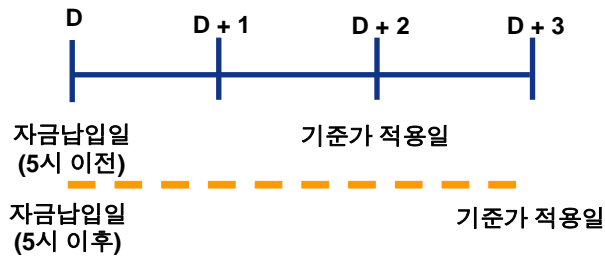 D D + 1 D + 2 D + 3
자금납입일 기준가 적용일
(5시 이전)
자금납입일 기준가 적용일
(5시 이후)